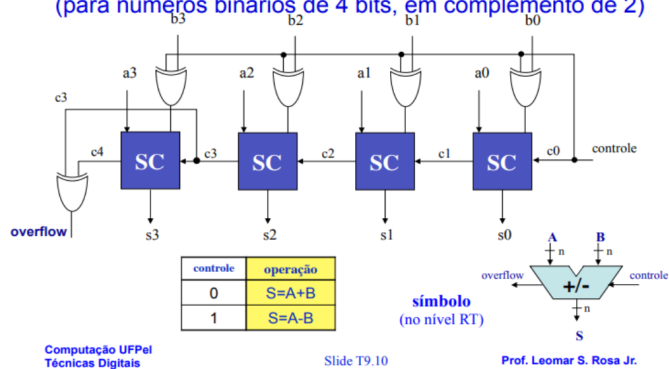 (para números binários de 4 bits, em complemento de 2)
b3 b2 b1 b0
a3 a2 a1 a0
c3
c4 SC c3 SC c2 SC c1 SC c0 controle
overflow s3 s2 s1 s0
controle operação
0 S=A+B
1 S=A-B
símbolo
(no nível RT)
A B
n n
overflow controle
+/-
n
S
Computação UFPel
Técnicas Digitais
Slide T9.10
Prof. Leomar S. Rosa Jr.